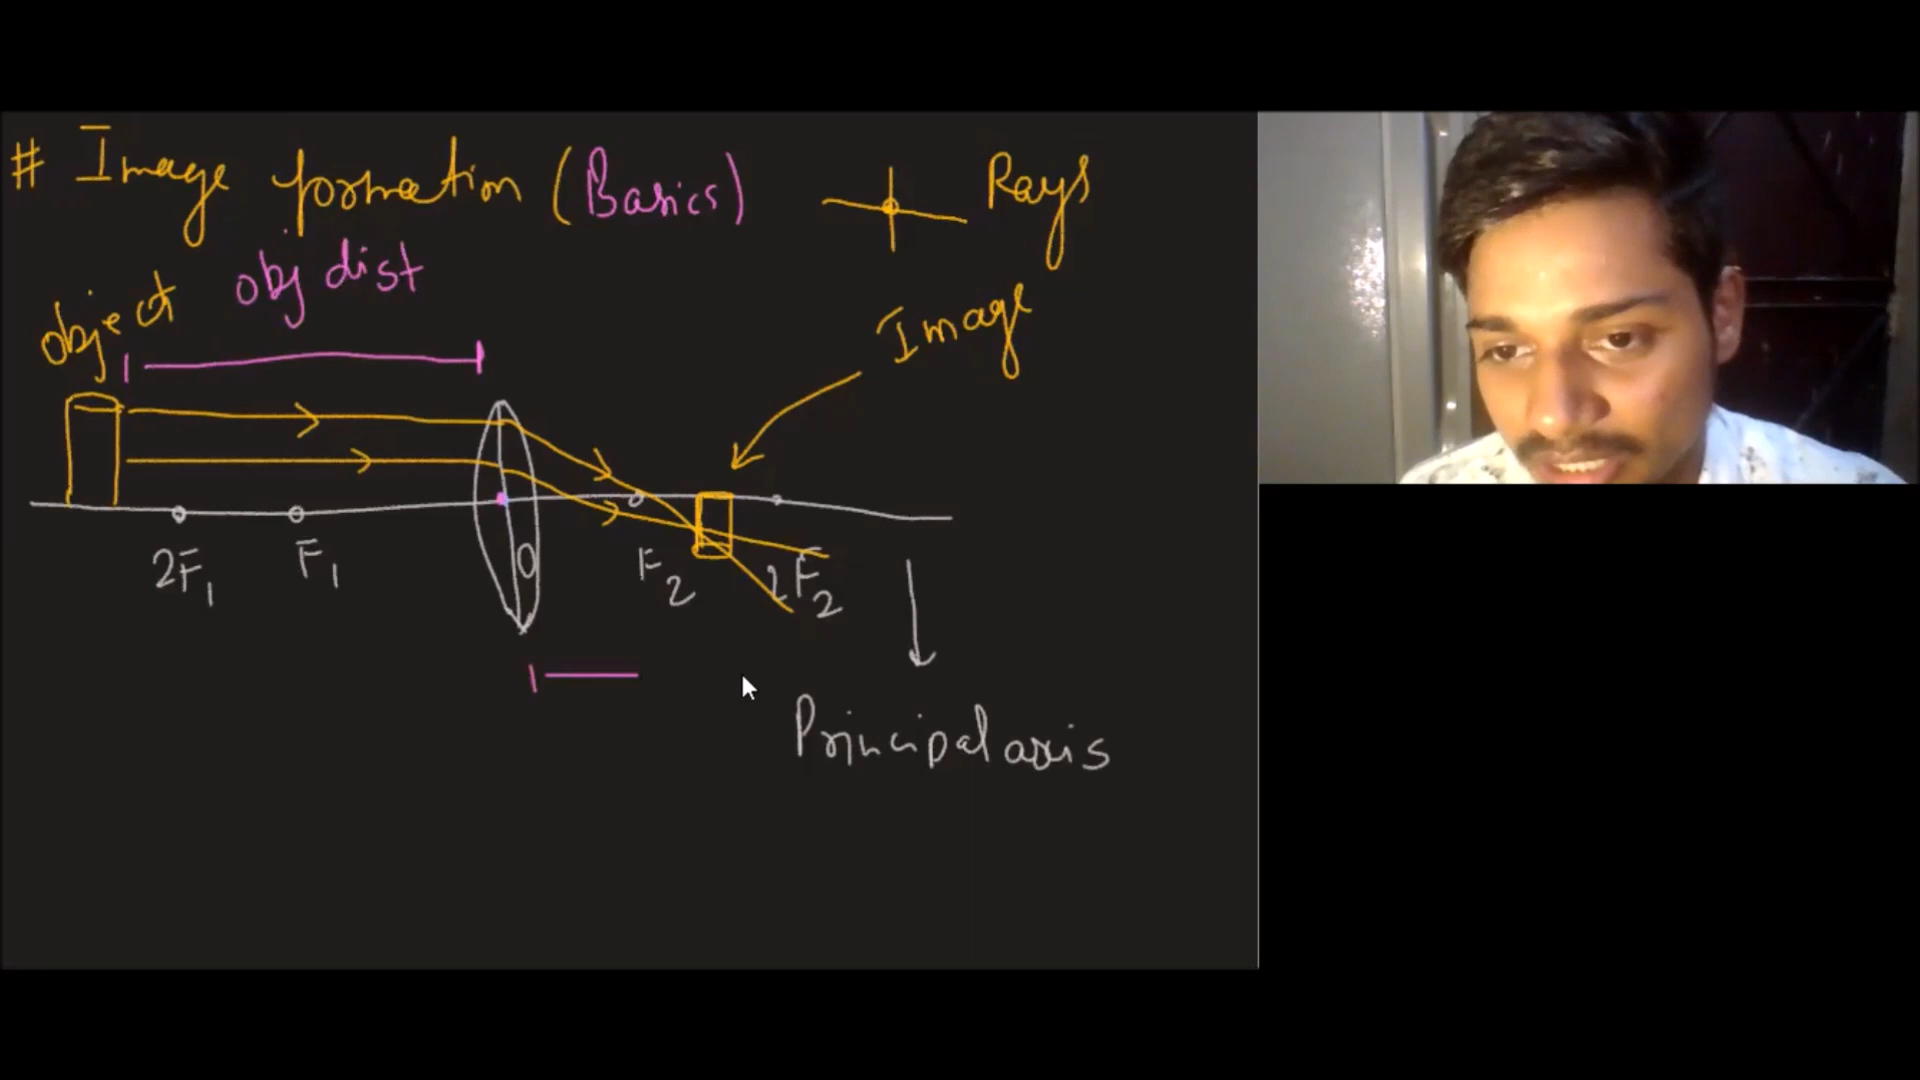 # Image formation (Basics)
Rays
object
obj dist
Image
2F₁
F₁
O
F₂
2F₂
Principal axis